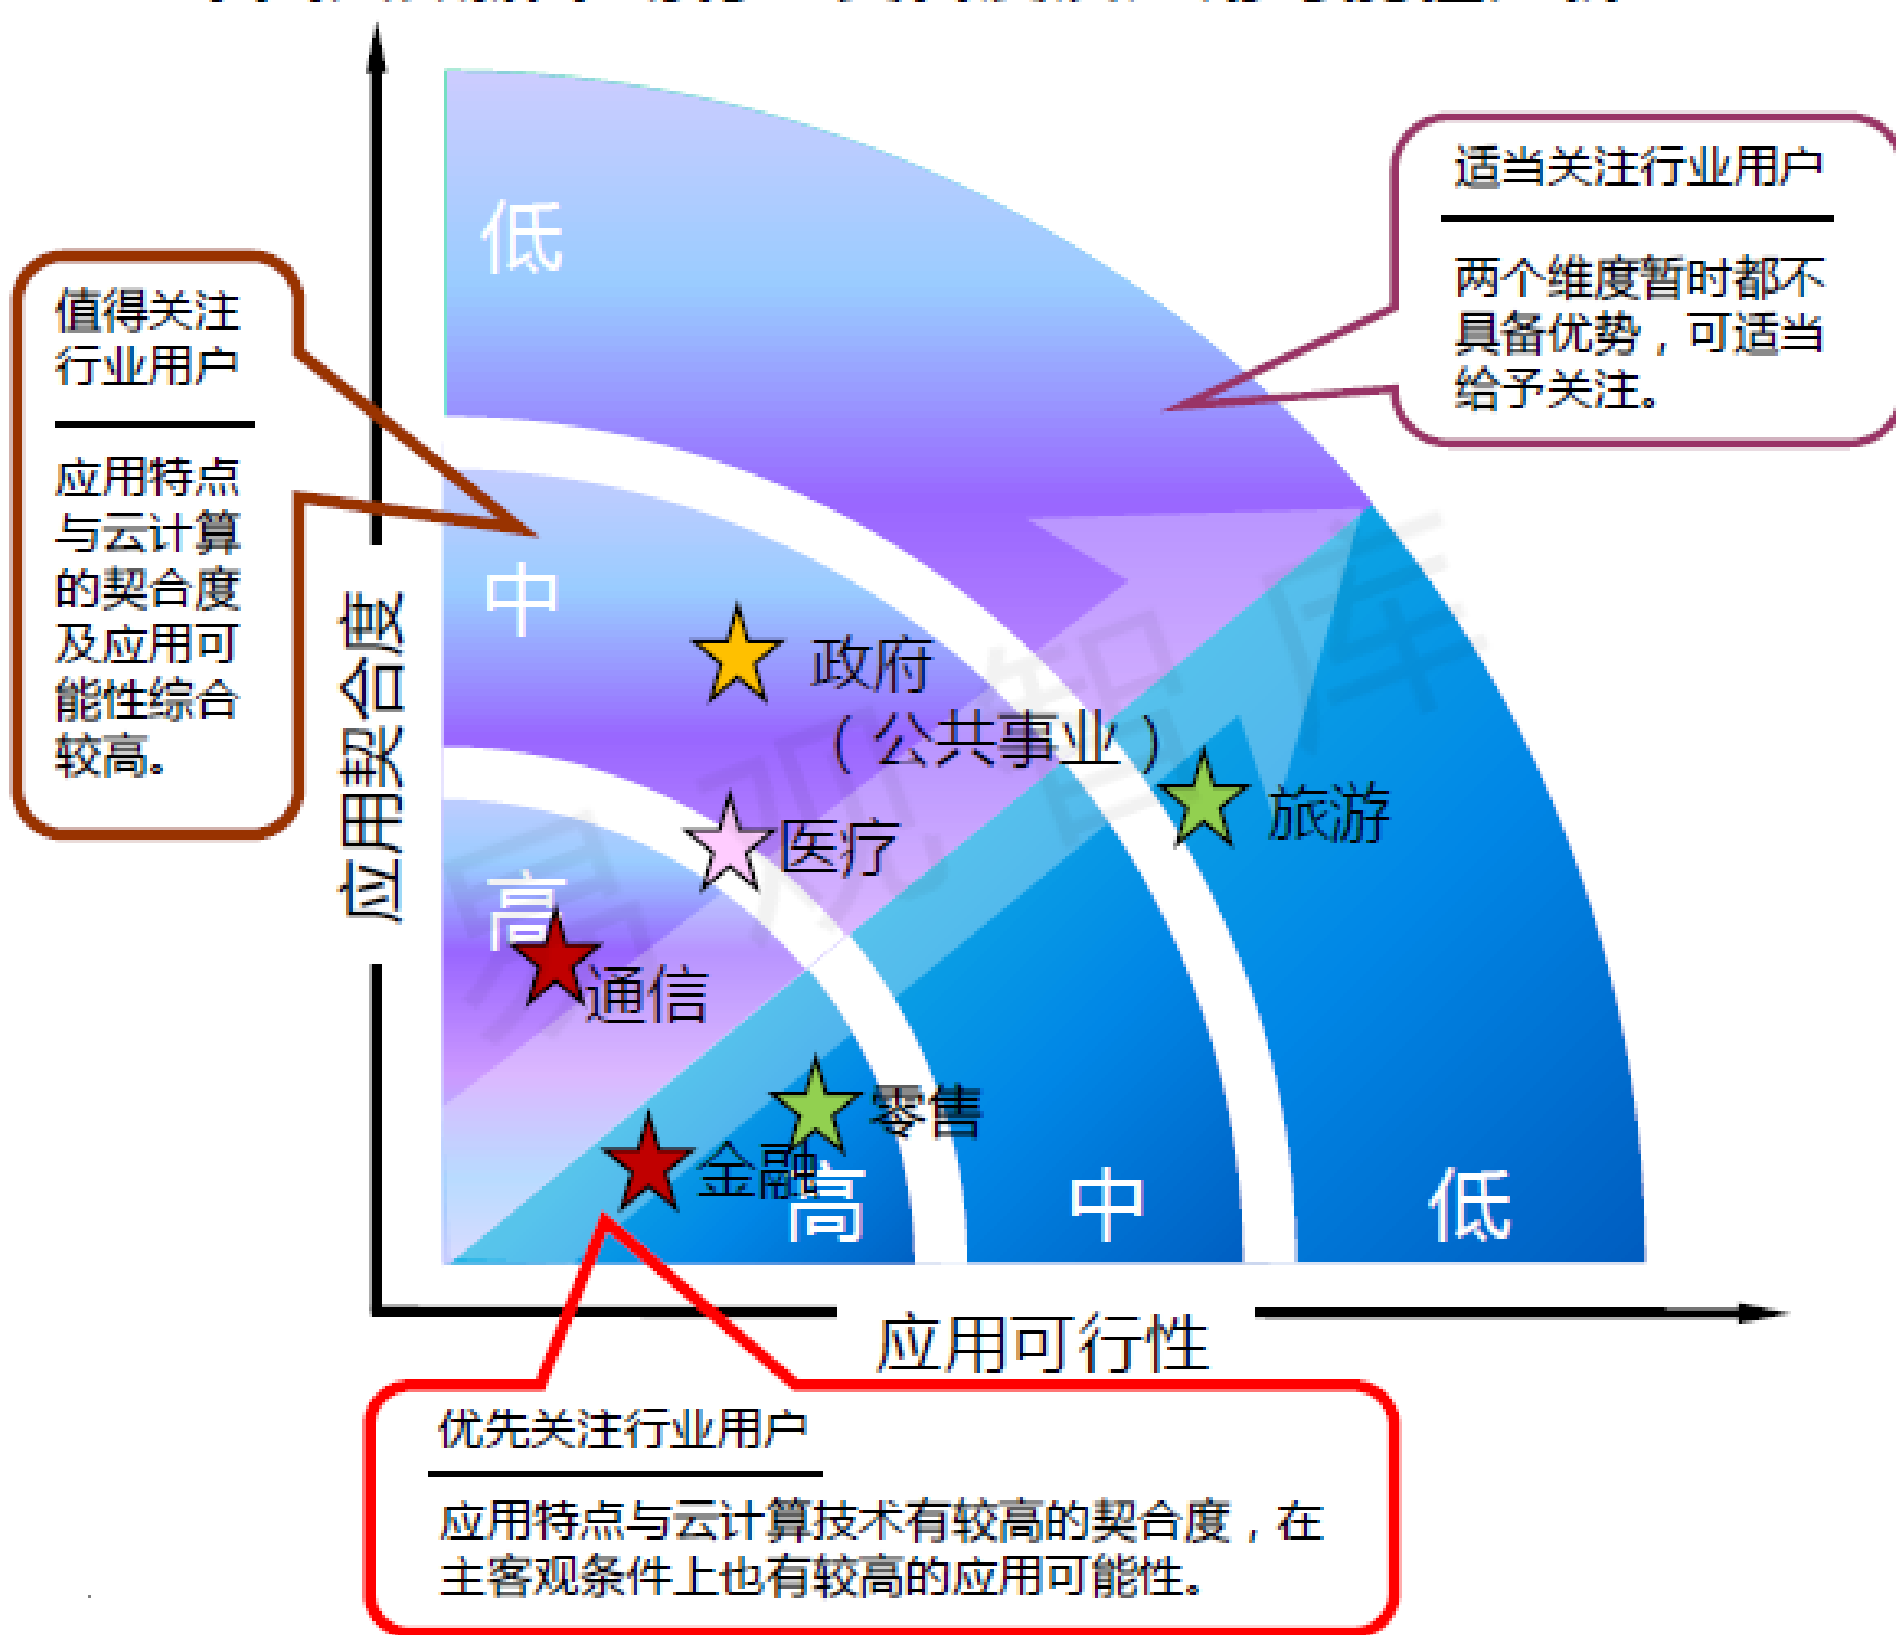 适当关注行业用户
两个维度暂时都不
具备优势，可适当
给予关注。
值得关注
行业用户
应用特点
与云计算
的契合度
及应用可
能性综合
较高。
应用契合度
低
中
高
政府
（公共事业）
旅游
医疗
通信
零售
金融
高
中
低
应用可行性
优先关注行业用户
应用特点与云计算技术有较高的契合度，在
主客观条件上也有较高的应用可能性。
易观智库